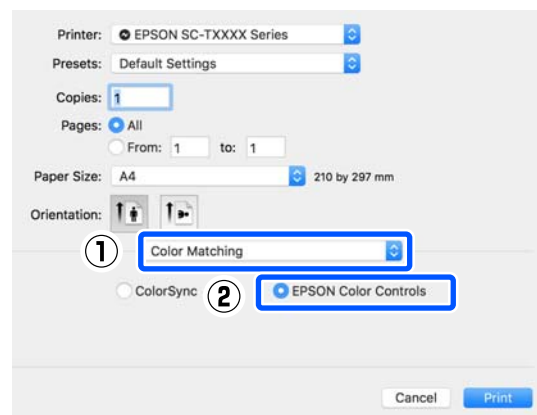 Printer: EPSON SC-TXXXX Series
Presets: Default Settings
Copies: 1
Pages: All
From: 1 to: 1
Paper Size: A4 210 by 297 mm
Orientation:
① Color Matching
ColorSync ② EPSON Color Controls
Cancel Print